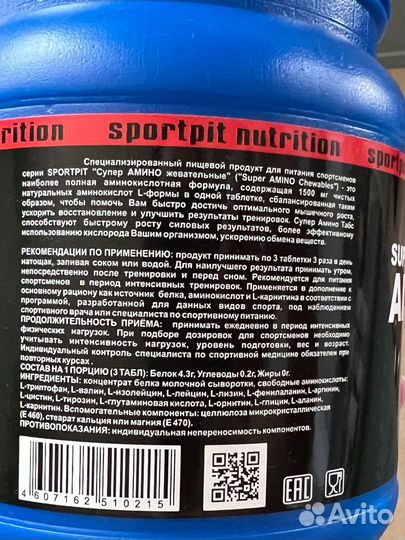 rition sportpit nutrition sportpi
Специализированный пищевой продукт для питания спортсменов
серии SPORTPIT "Супер АМИНО жевательные" ("Super AMINO Chewables") - это
наиболее полная аминокислотная формула, содержащая 1500 мг чистых
натуральных аминокислот L-формы в одной таблетке, сбалансированная таким
образом, чтобы помочь Вам быстро достичь оптимального мышечного роста,
ускорить восстановление и улучшить результаты тренировок. Супер Амино Табс
способствуют быстрому росту силовых результатов, более эффективному
использованию кислорода Вашим организмом, ускорению обмена веществ.
РЕКОМЕНДАЦИИ ПО ПРИМЕНЕНИЮ: продукт принимать по 3 таблетки 3 раза в день
натощак, запивая соком или водой. Для наилучшего результата принимать утром,
непосредственно после тренировки и перед сном. Рекомендуется для питания
спортсменов в период интенсивных тренировок. Применяется в дополнение к
основному рациону как источник белка, аминокислот и L-карнитина в соответствии с
программой, разработанной для данных видов спорта, под наблюдением
спортивного врача или специалиста по спортивному питанию.
ПРОДОЛЖИТЕЛЬНОСТЬ ПРИЕМА: принимать ежедневно в период интенсивных
физических нагрузок. При подборе дозировок для спортсменов необходимо
учитывать интенсивность нагрузок, уровень подготовки, вес и возраст.
Индивидуальный контроль специалиста по спортивной медицине обязателен при
повторных курсах.
СОСТАВ НА 1 ПОРЦИЮ (3 ТАБЛ): Белок 4.3г, Углеводы 0.2г, Жиры 0г.
ИНГРЕДИЕНТЫ: концентрат белка молочной сыворотки, свободные аминокислоты:
L-триптофан, L-валин, L-изолейцин, L-лейцин, L-лизин, L-фенилаланин, L-аргинин,
L-цистин, L-тирозин, L-глутаминовая кислота, L-орнитин, L-глицин, L-аланин,
L-карнитин. Вспомогательные компоненты: целлюлоза микрокристаллическая
(E 460), стеарат кальция или магния (E 470).
ПРОТИВОПОКАЗАНИЯ: индивидуальная непереносимость компонентов.
4 607162 510215
EAC
SU
A
Avito